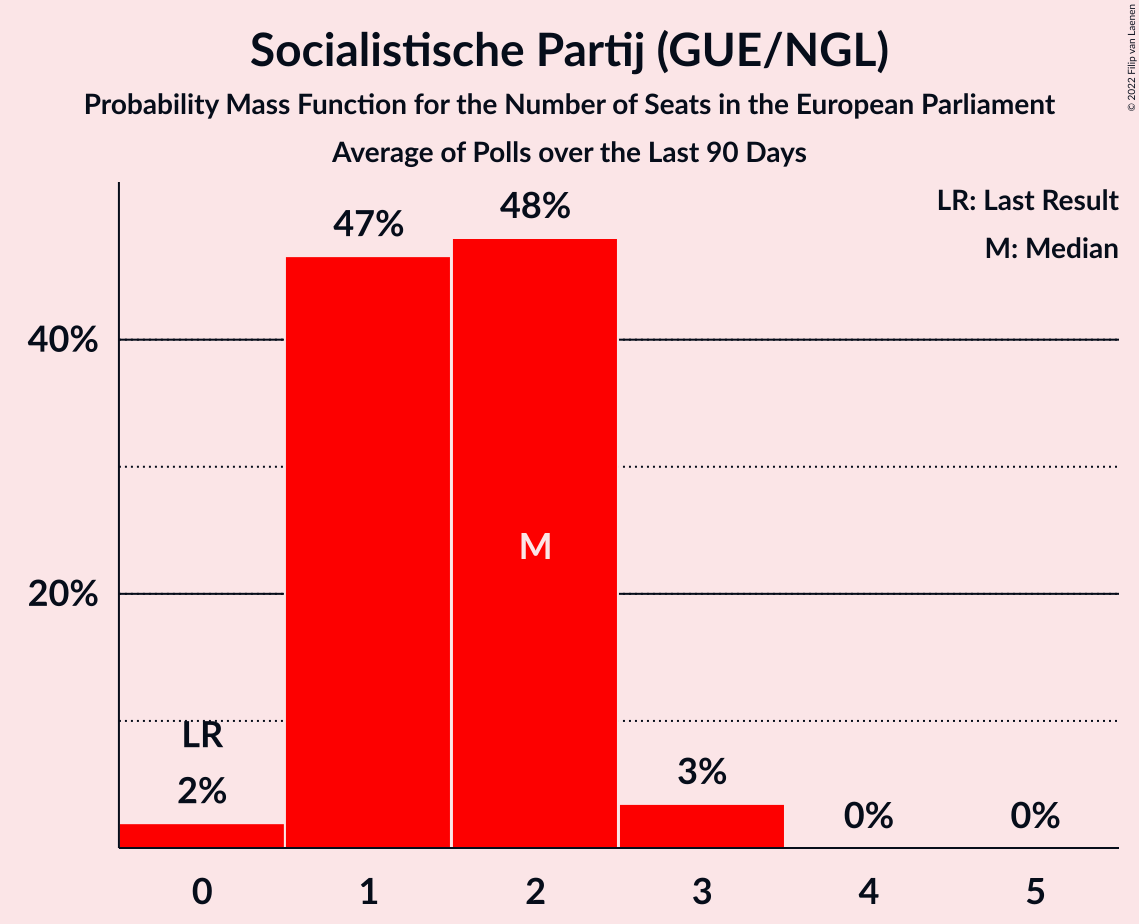 Socialistische Partij (GUE/NGL)
Probability Mass Function for the Number of Seats in the European Parliament
Average of Polls over the Last 90 Days
© 2022 Filip van Laenen
LR: Last Result
M: Median
47%
48%
40%
M
20%
LR
2%
3%
0%
0%
0
1
2
3
4
5